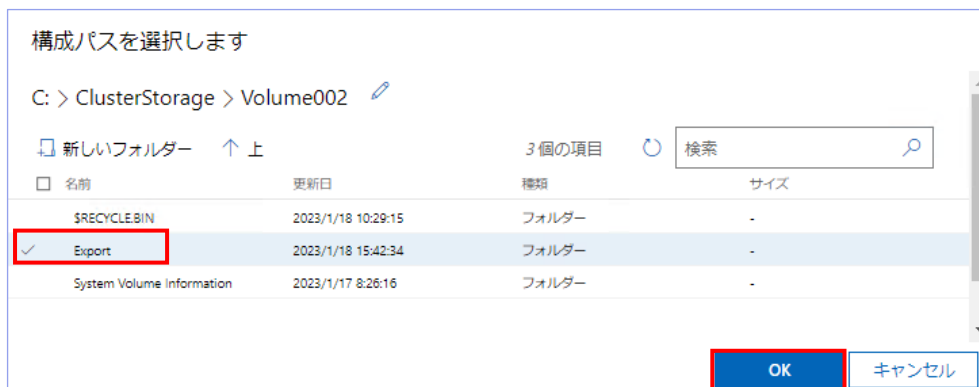 構成パスを選択します
C: > ClusterStorage > Volume002
新しいフォルダー 上 3 個の項目 検索
名前 更新日 種類 サイズ
$RECYCLE.BIN 2023/1/18 10:29:15 フォルダー -
Export 2023/1/18 15:42:34 フォルダー -
System Volume Information 2023/1/17 8:26:16 フォルダー -
OK キャンセル